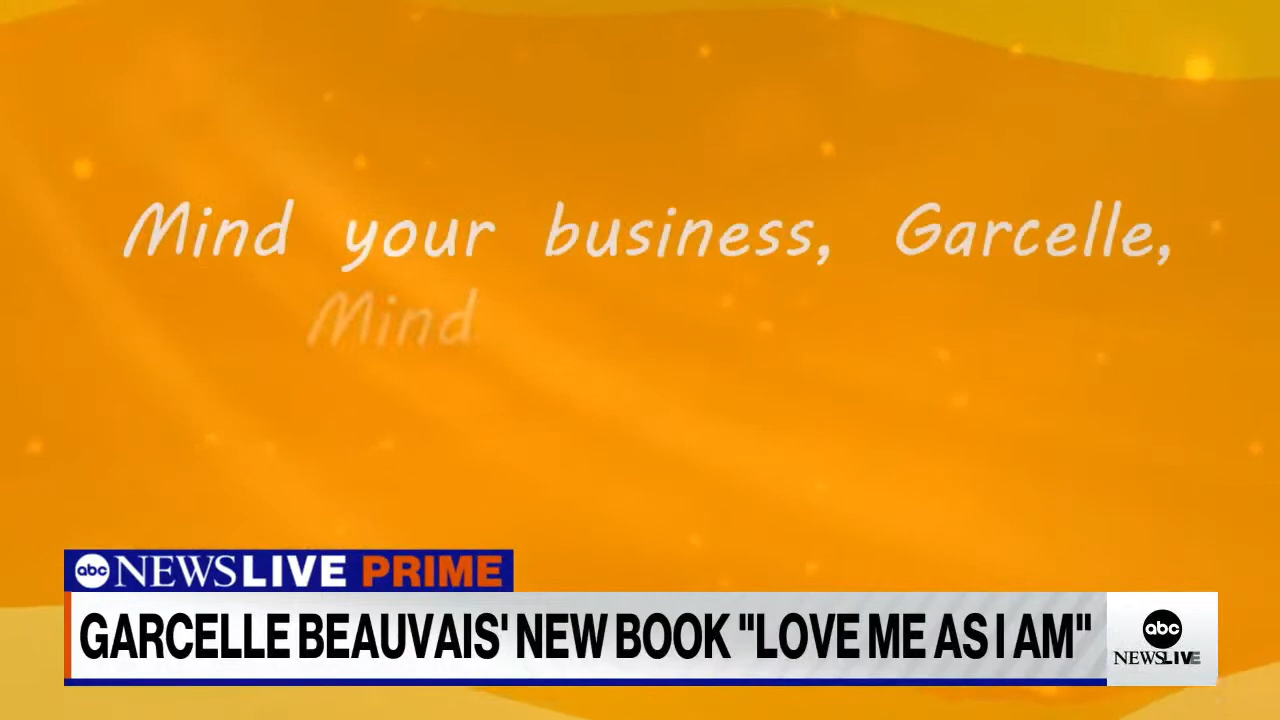 Mind your business, Garcelle,
Mind
abc NEWS LIVE PRIME
GARCELLE BEAUVAIS' NEW BOOK "LOVE ME AS I AM"
abc
NEWS LIVE